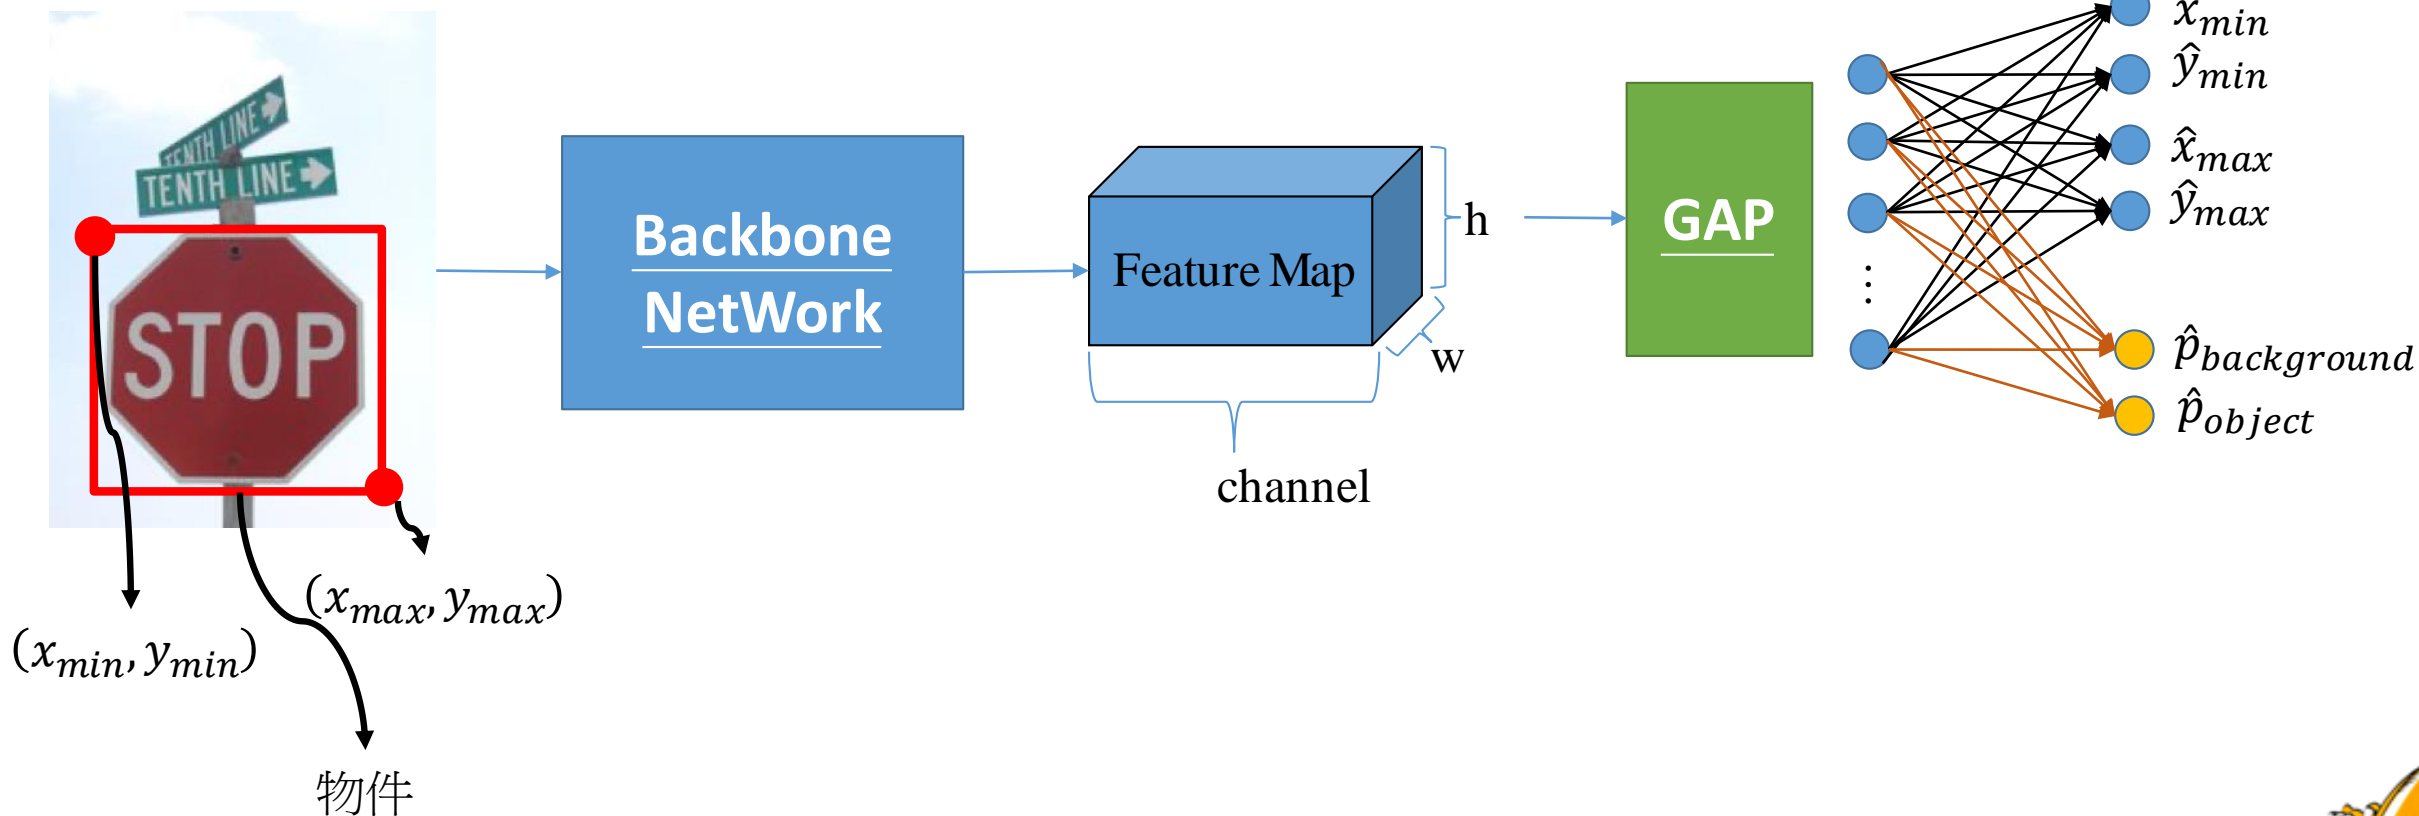 TENTH LINE
TENTH LINE
STOP
(x_min, y_min)
(x_max, y_max)
物件
Backbone
NetWork
Feature Map
h
w
channel
GAP
x̂_min
ŷ_min
x̂_max
ŷ_max
⋮
p̂_background
p̂_object